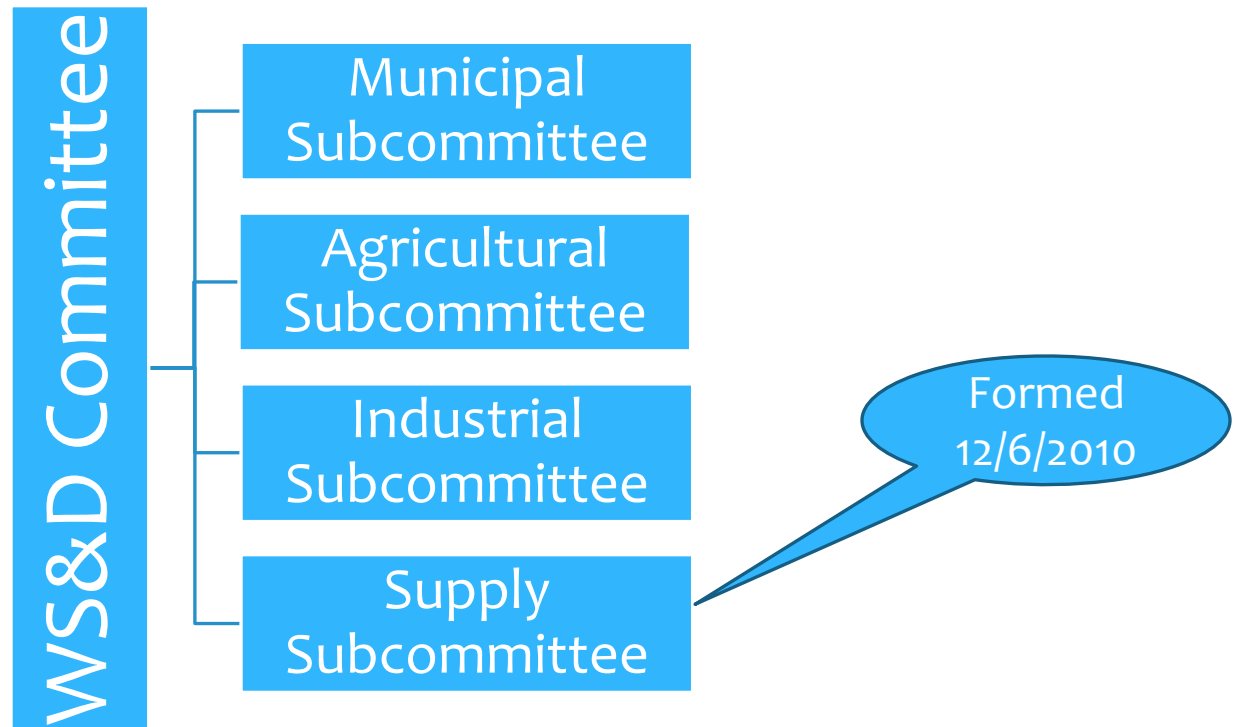 WS&D Committee
Municipal
Subcommittee
Agricultural
Subcommittee
Industrial
Subcommittee
Supply
Subcommittee
Formed
12/6/2010